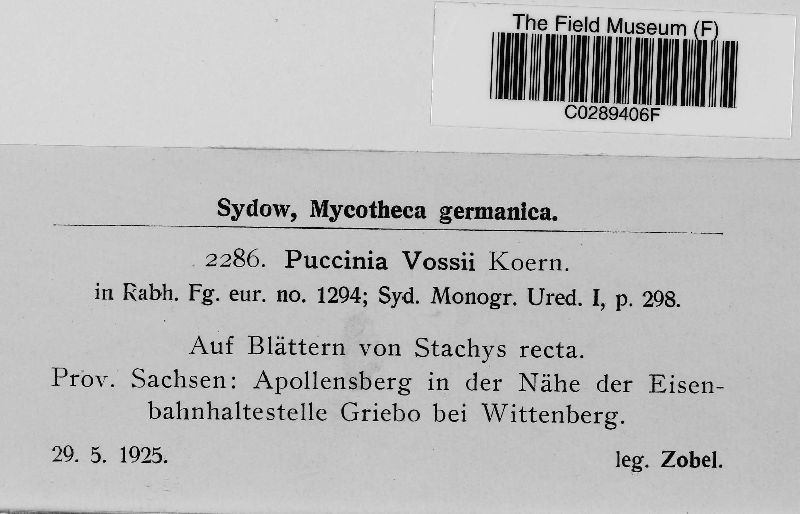 The Field Museum (F)
C0289406F
Sydow, Mycotheca germanica.
2286. Puccinia Vossii Koern.
in Rabh. Fg. eur. no. 1294; Syd. Monogr. Ured. I, p. 298.
Auf Blättern von Stachys recta.
Prov. Sachsen: Apollensberg in der Nähe der Eisen-
bahnhaltestelle Griebo bei Wittenberg.
29. 5. 1925. leg. Zobel.